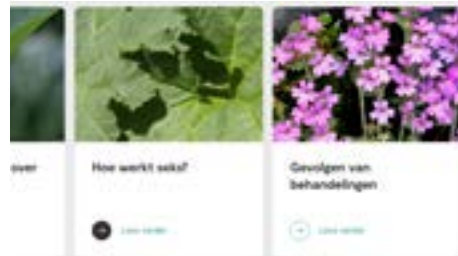 over
Hoe werkt seks?
Gevolgen van
behandelingen
Lees verder
Lees verder